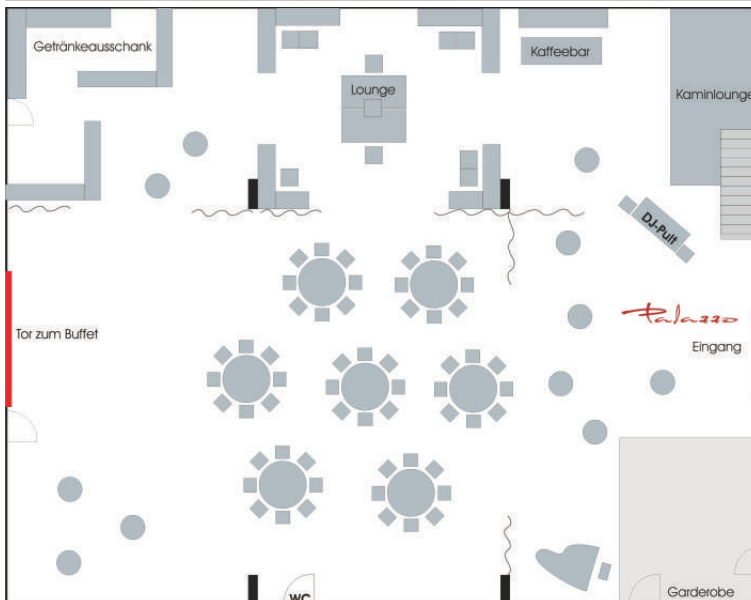 Getränkeausschank
Kaffeebar
Lounge
Kaminlounge
DJ-Pult
Palazzo
Tor zum Buffet
Eingang
Garderobe
WC